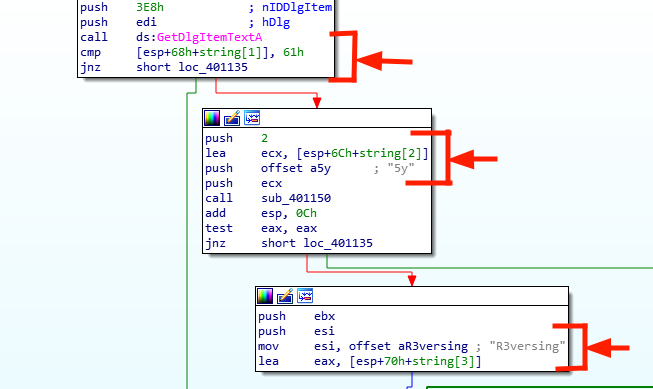 push 3E8h ; nIDDlgItem
push edi ; hDlg
call ds:GetDlgItemTextA
cmp [esp+68h+string[1]], 61h
jnz short loc_401135
push 2
lea ecx, [esp+6Ch+string[2]]
push offset a5y ; "5y"
push ecx
call sub_401150
add esp, 0Ch
test eax, eax
jnz short loc_401135
push ebx
push esi
mov esi, offset aR3versing ; "R3versing"
lea eax, [esp+70h+string[3]]